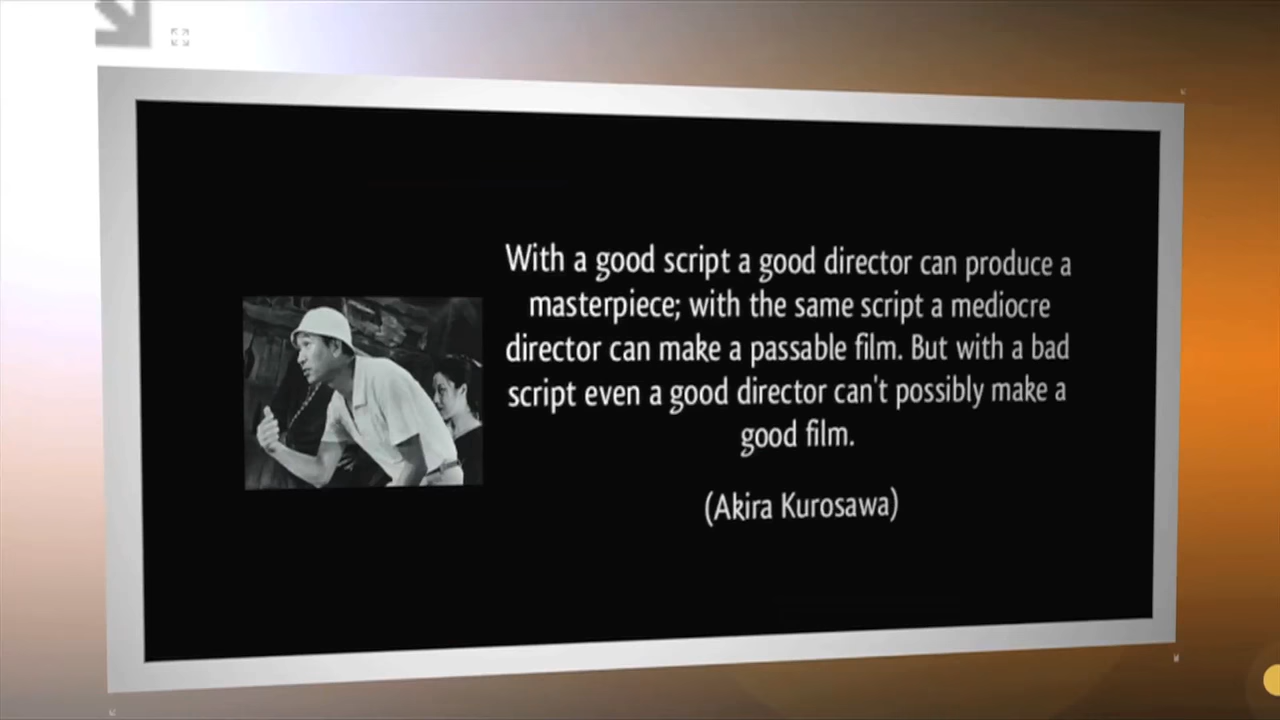 With a good script a good director can produce a
masterpiece; with the same script a mediocre
director can make a passable film. But with a bad
script even a good director can't possibly make a
good film.
(Akira Kurosawa)